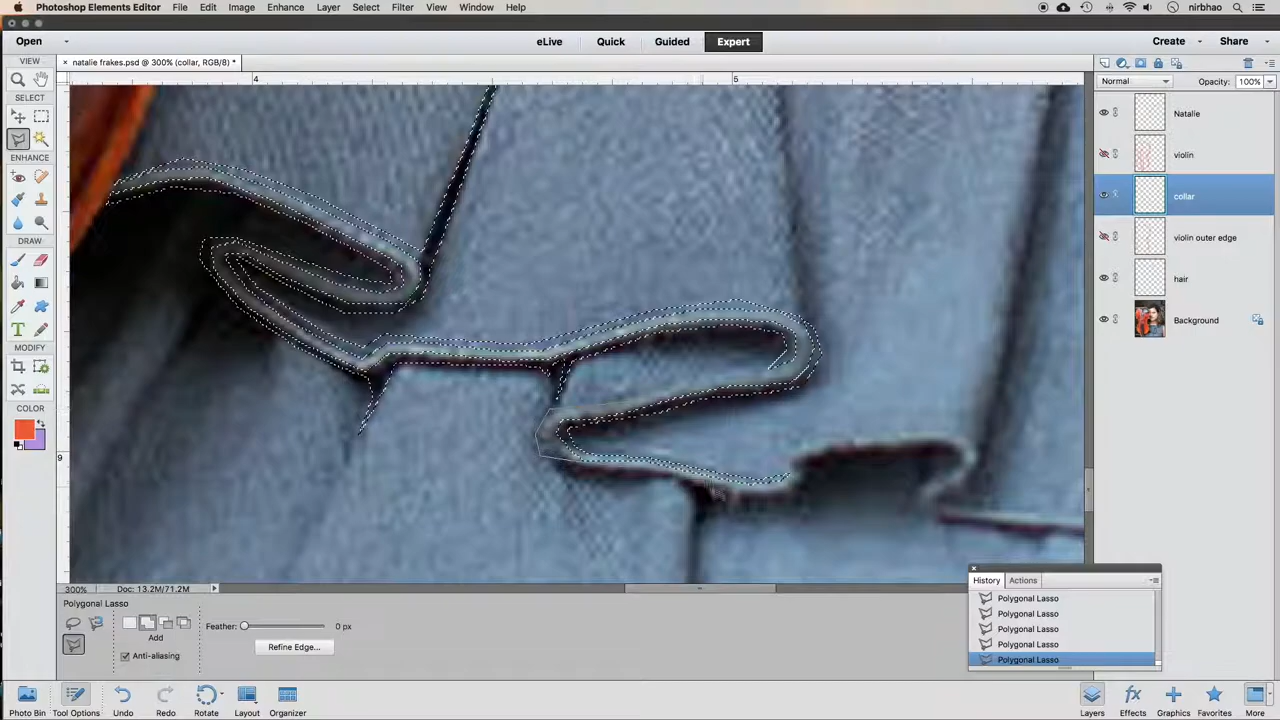 Photoshop Elements Editor File Edit Image Enhance Layer Select Filter View Window Help nirbhao
Open eLive Quick Guided Expert Create Share
× natalie frakes.psd @ 300% (collar, RGB/8) *
VIEW
4 5
Normal Opacity: 100%
SELECT
Natalie
violin
ENHANCE
collar
DRAW
violin outer edge
hair
Background
T
MODIFY
COLOR
9
History Actions
300% Doc: 13.2M/71.2M
Polygonal Lasso
Polygonal Lasso
Polygonal Lasso
Polygonal Lasso
Polygonal Lasso
Polygonal Lasso
Add Feather: 0 px
Refine Edge...
Anti-aliasing
Photo Bin Tool Options Undo Redo Rotate Layout Organizer Layers Effects Graphics Favorites More